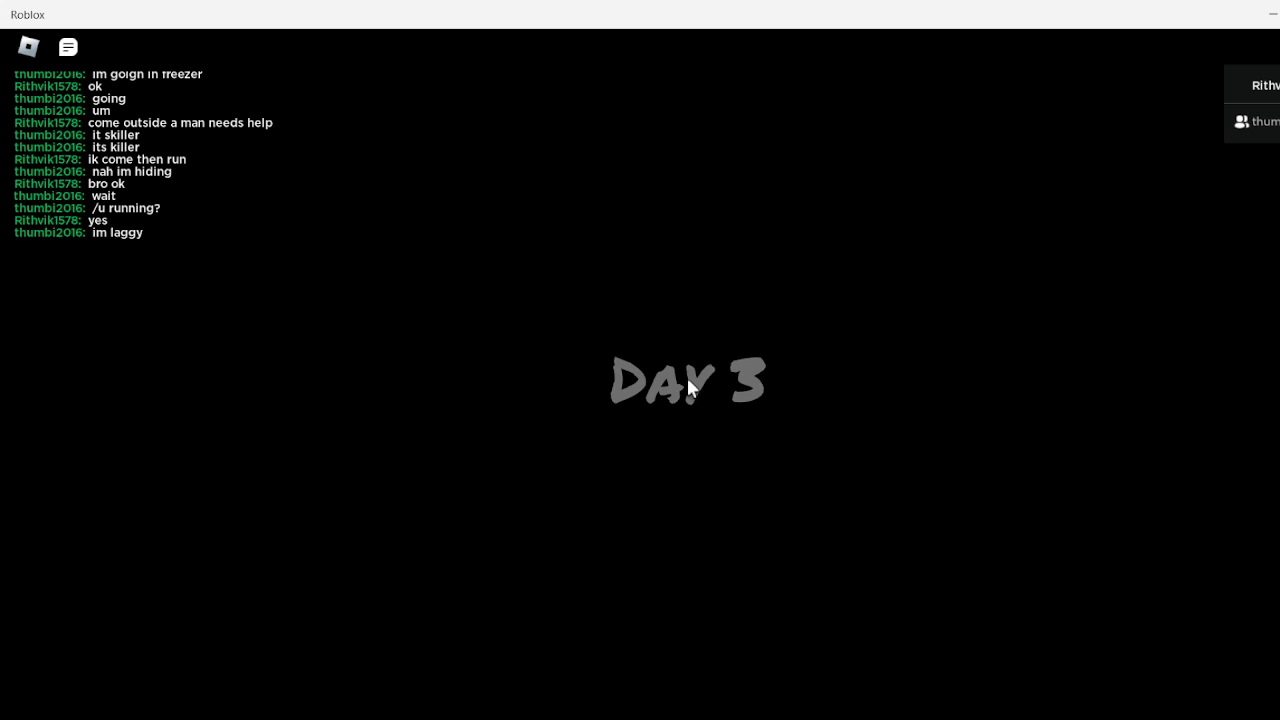 Roblox
thumbi2016: im goign in freezer
Rithvik1578: ok
thumbi2016: going
thumbi2016: um
Rithvik1578: come outside a man needs help
thumbi2016: it skiller
thumbi2016: its killer
Rithvik1578: ik come then run
thumbi2016: nah im hiding
Rithvik1578: bro ok
thumbi2016: wait
thumbi2016: /u running?
Rithvik1578: yes
thumbi2016: im laggy
Rithv
thum
Day 3